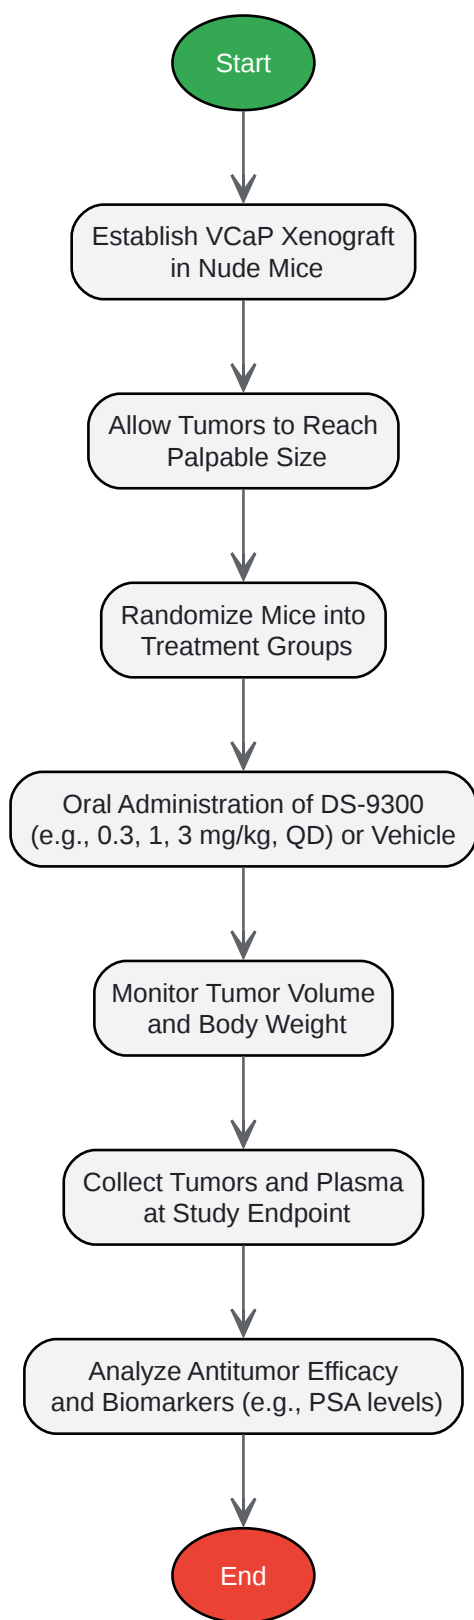 Start
Establish VCaP Xenograft
in Nude Mice
Allow Tumors to Reach
Palpable Size
Randomize Mice into
Treatment Groups
Oral Administration of DS-9300
(e.g., 0.3, 1, 3 mg/kg, QD) or Vehicle
Monitor Tumor Volume
and Body Weight
Collect Tumors and Plasma
at Study Endpoint
Analyze Antitumor Efficacy
and Biomarkers (e.g., PSA levels)
End